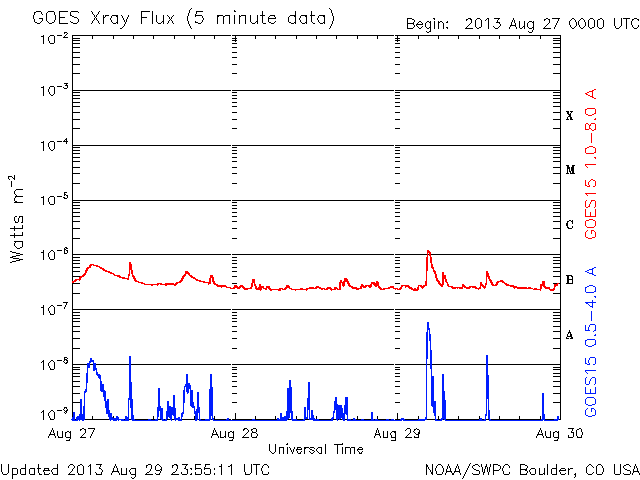 GOES Xray Flux (5 minute data)
Begin: 2013 Aug 27 0000 UTC
10-2
10-3
10-4
10-5
10-6
10-7
10-8
10-9
Watts m-2
X
M
C
B
A
GOES15 1.0-8.0 A
GOES15 0.5-4.0 A
Aug 27 Aug 28 Aug 29 Aug 30
Universal Time
Updated 2013 Aug 29 23:55:11 UTC
NOAA/SWPC Boulder, CO USA